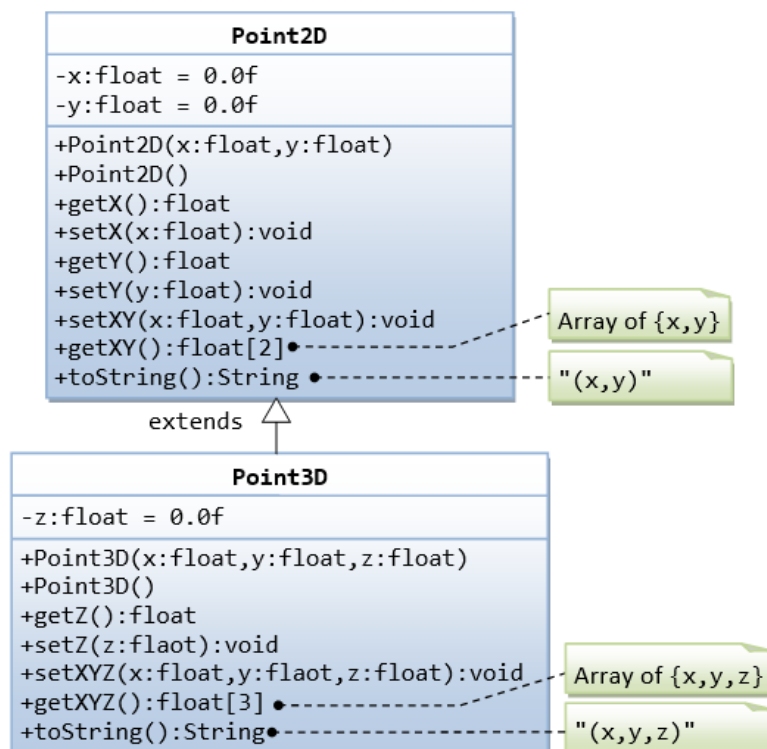 Point2D
-x:float = 0.0f
-y:float = 0.0f
+Point2D(x:float,y:float)
+Point2D()
+getX():float
+setX(x:float):void
+getY():float
+setY(y:float):void
+setXY(x:float,y:float):void
+getXY():float[2]
Array of {x,y}
+toString():String
"(x,y)"
extends
Point3D
-z:float = 0.0f
+Point3D(x:float,y:float,z:float)
+Point3D()
+getZ():float
+setZ(z:flaot):void
+setXYZ(x:float,y:flaot,z:float):void
+getXYZ():float[3]
Array of {x,y,z}
+toString():String
"(x,y,z)"